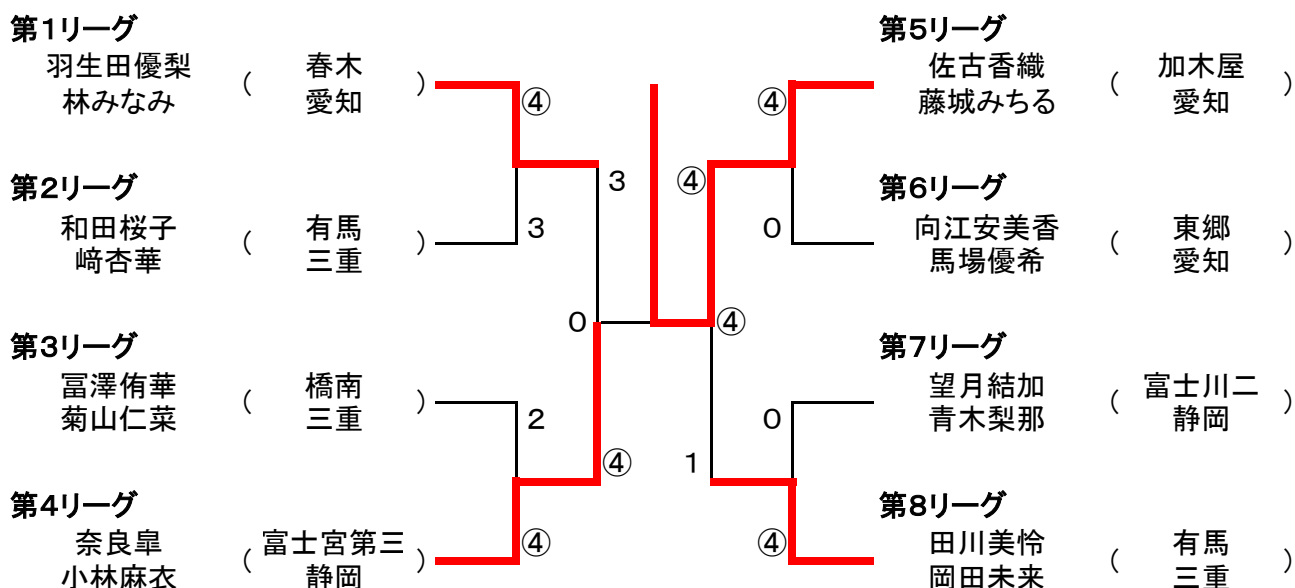 第1リーグ
羽生田優梨 ( 春木 )
林みなみ 愛知
④
第2リーグ
和田桜子 ( 有馬 )
﨑杏華 三重
3
3
0
第3リーグ
冨澤侑華 ( 橋南 )
菊山仁菜 三重
2
④
第4リーグ
奈良皐 ( 富士宮第三 )
小林麻衣 静岡
④
第5リーグ
佐古香織 ( 加木屋 )
藤城みちる 愛知
④
④
第6リーグ
向江安美香 ( 東郷 )
馬場優希 愛知
0
④
第7リーグ
望月結加 ( 富士川二 )
青木梨那 静岡
0
1
第8リーグ
田川美怜 ( 有馬 )
岡田未来 三重
④